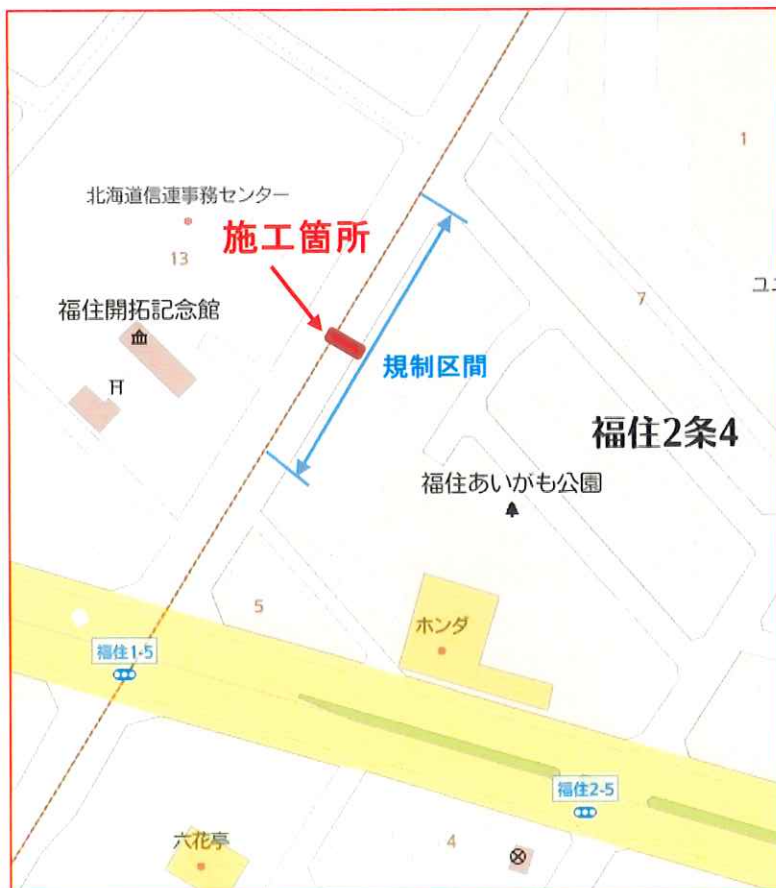 1
北海道信連事務センター
施工箇所
13
ユニ
7
福住開拓記念館
規制区間
福住2条4
福住あいがも公園
5
ホンダ
福住1-5
福住2-5
六花亭
4